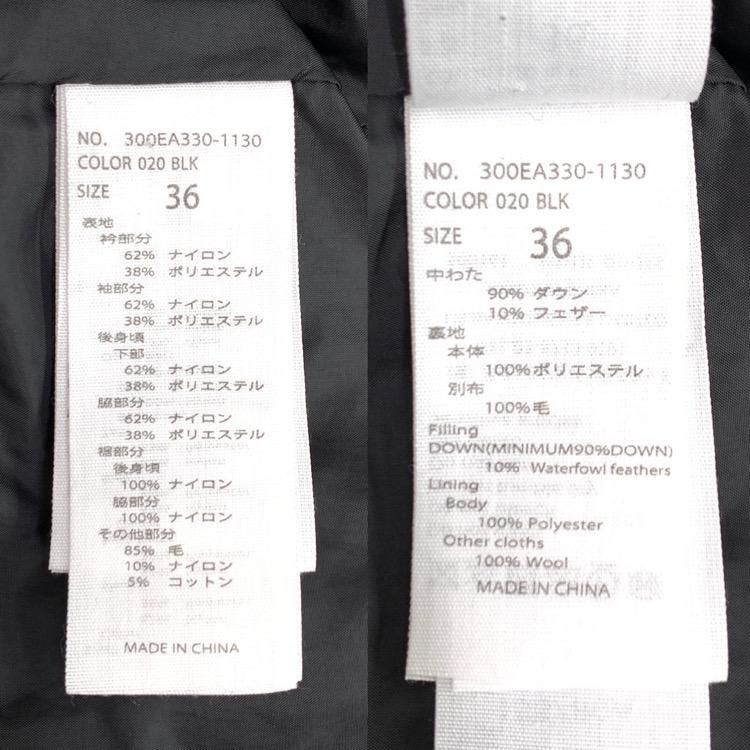 NO. 300EA330-1130
COLOR 020 BLK
SIZE 36
表地
衿部分
62% ナイロン
38% ポリエステル
袖部分
62% ナイロン
38% ポリエステル
後身頃
下部
62% ナイロン
38% ポリエステル
脇部分
62% ナイロン
38% ポリエステル
裾部分
後身頃
100% ナイロン
脇部分
100% ナイロン
その他部分
85% 毛
10% ナイロン
5% コットン
MADE IN CHINA
NO. 300EA330-1130
COLOR 020 BLK
SIZE 36
中わた
90% ダウン
10% フェザー
裏地
本体
100%ポリエステル
別布
100%毛
Filling
DOWN(MINIMUM90%DOWN)
10% Waterfowl feathers
Lining
Body
100% Polyester
Other cloths
100% Wool
MADE IN CHINA